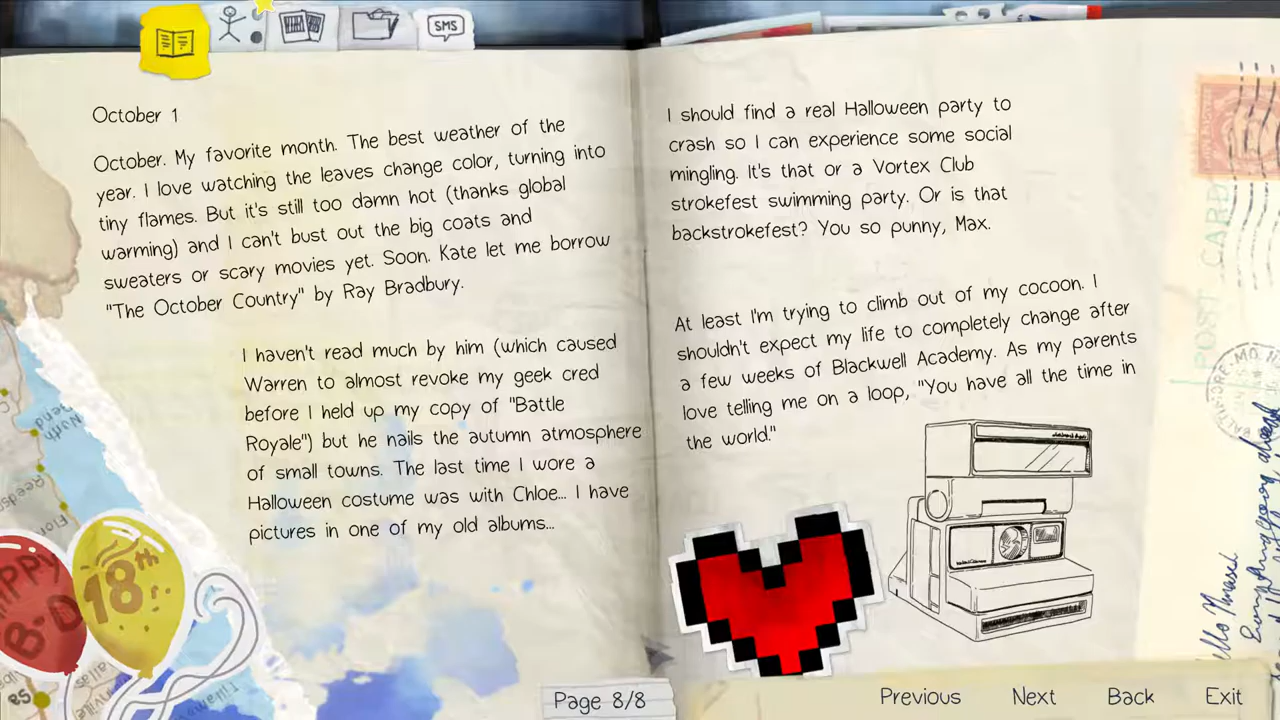 SMS
October 1
October. My favorite month. The best weather of the
year. I love watching the leaves change color, turning into
tiny flames. But it's still too damn hot (thanks global
warming) and I can't bust out the big coats and
sweaters or scary movies yet. Soon. Kate let me borrow
"The October Country" by Ray Bradbury.
I haven't read much by him (which caused
Warren to almost revoke my geek cred
before I held up my copy of "Battle
Royale") but he nails the autumn atmosphere
of small towns. The last time I wore a
Halloween costume was with Chloe... I have
pictures in one of my old albums...
I should find a real Halloween party to
crash so I can experience some social
mingling. It's that or a Vortex Club
strokefest swimming party. Or is that
backstrokefest? You so punny, Max.
At least I'm trying to climb out of my cocoon. I
shouldn't expect my life to completely change after
a few weeks of Blackwell Academy. As my parents
love telling me on a loop, "You have all the time in
the world."
North
Bend
Reeds
Flor
PPY
B-D
18th
es
POST CARD
Page 8/8
Previous
Next
Back
Exit